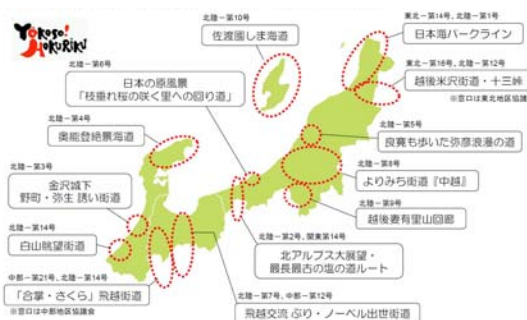 Yokoso!
HOKURIKU
北陸－第10号
佐渡國しま海道
東北－第14号、北陸－第1号
日本海パークライン
東北－第16号、北陸－第12号
越後米沢街道・十三峠
※窓口は東北地区協議会
北陸－第6号
日本の原風景
「枝垂れ桜の咲く里への回り道」
北陸－第5号
良寛も歩いた弥彦浪漫の道
北陸－第4号
奥能登絶景海道
北陸－第8号
よりみち街道『中越』
北陸－第3号
金沢城下
野町・弥生 誘い街道
北陸－第9号
越後妻有里山回廊
北陸－第14号
白山眺望街道
北陸－第2号、関東第14号
北アルプス大展望・
最長最古の塩の道ルート
中部－第21号、北陸－第14号
「合掌・さくら」飛越街道
※窓口は中部地区協議会
北陸－第7号、中部－第12号
飛越交流 ぶり・ノーベル出世街道